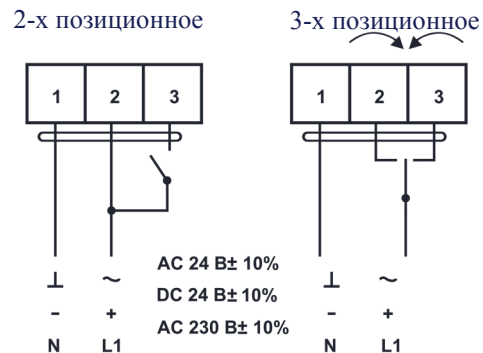 2-х позиционное 3-х позиционное
1 2 3 1 2 3
⊥ ~ AC 24 В± 10% ⊥ ~
- + DC 24 В± 10% - +
N L1 AC 230 В± 10% N L1